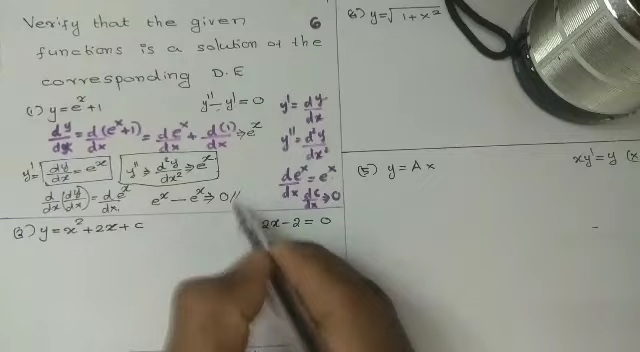 Verify that the given 6
functions is a solution of the
corresponding D.E
(1) y = e^x + 1 y'' - y' = 0
dy/dx = d(e^x+1)/dx = de^x/dx + d(1)/dx ⇒ e^x
y' = dy/dx = e^x y'' ⇒ d²y/dx² ⇒ e^x
d/dx (dy/dx) = de^x/dx e^x - e^x ⇒ 0 //
y' = dy/dx
y'' = d²y/dx²
de^x/dx = e^x
dc/dx ⇒ 0
(3) y = x² + 2x + c 2x - 2 = 0
y = √1+x²
(5) y = Ax xy' = y (x